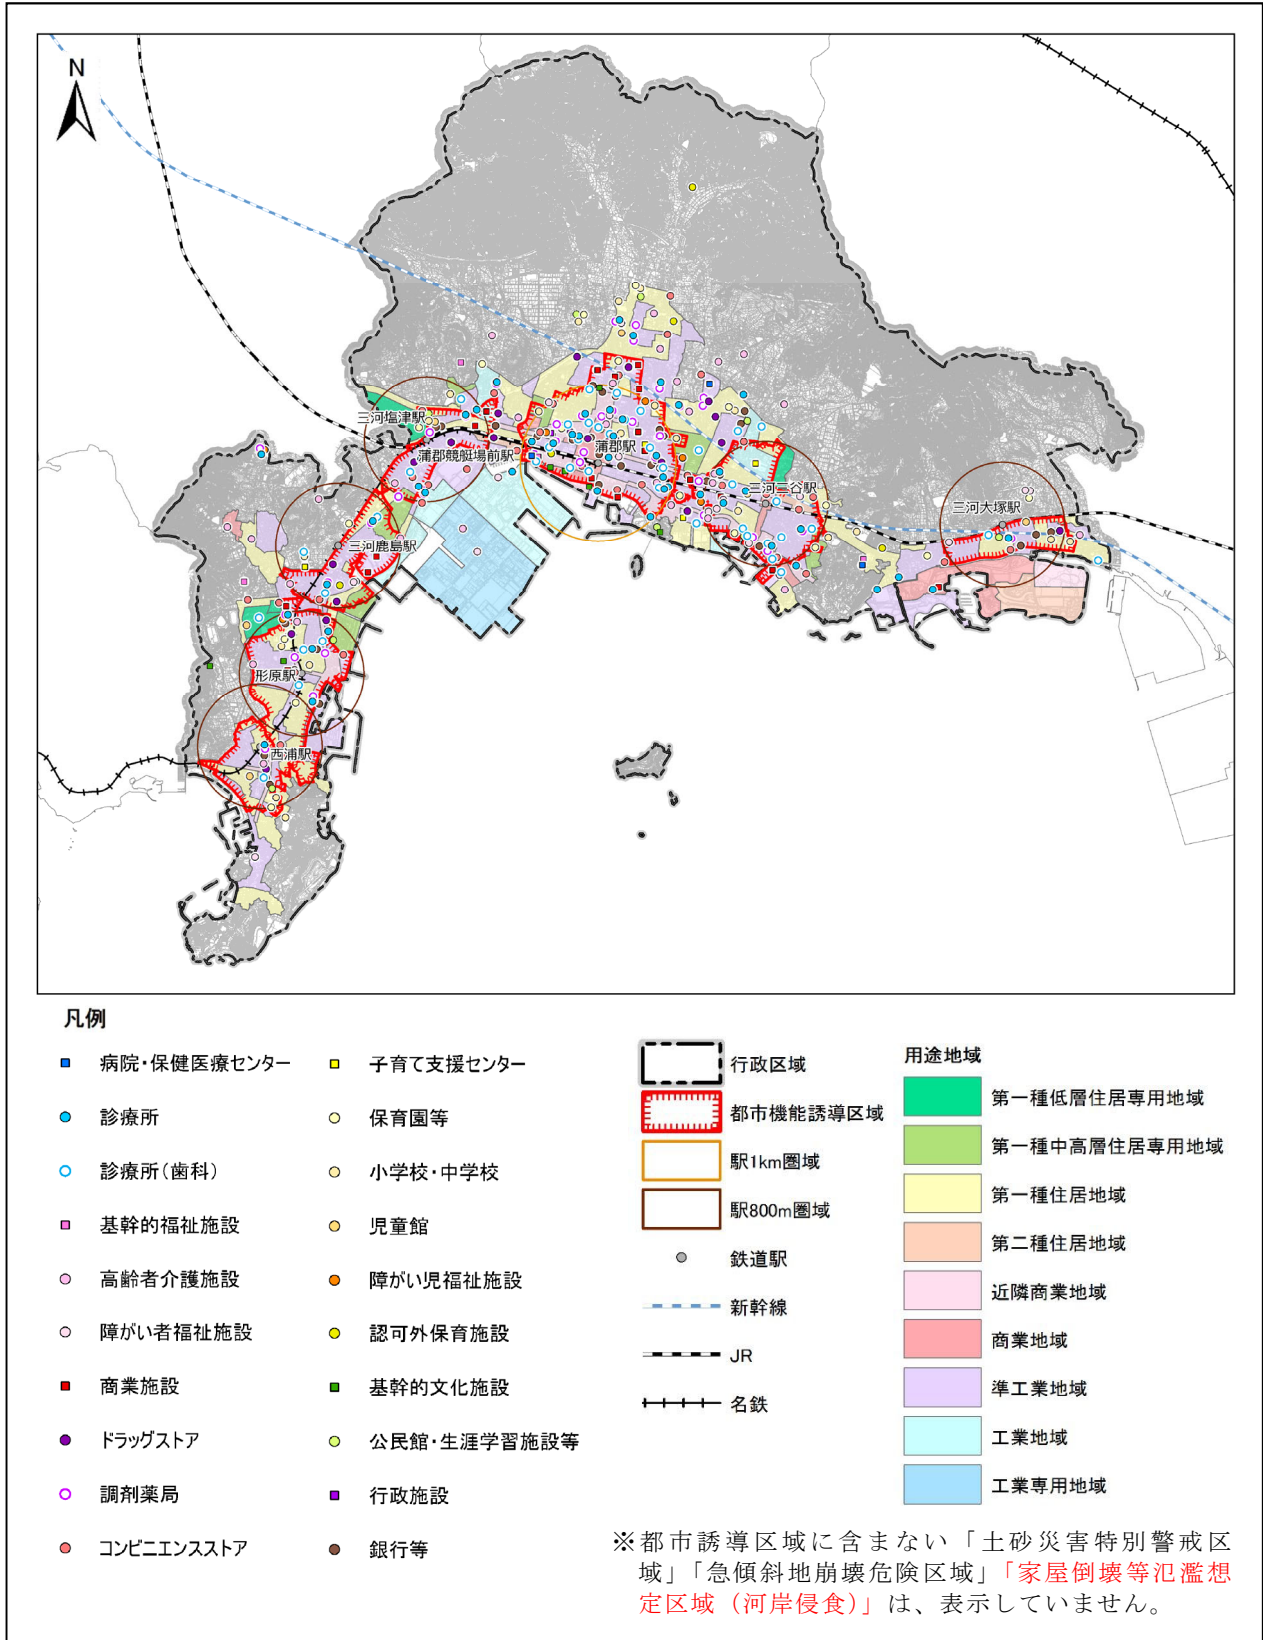 N
三河塩津駅
蒲郡競艇場前駅
蒲郡駅
三河三谷駅
三河大塚駅
三河鹿島駅
形原駅
西浦駅
凡例
病院・保健医療センター
診療所
診療所(歯科)
基幹的福祉施設
高齢者介護施設
障がい者福祉施設
商業施設
ドラッグストア
調剤薬局
コンビニエンスストア
子育て支援センター
保育園等
小学校・中学校
児童館
障がい児福祉施設
認可外保育施設
基幹的文化施設
公民館・生涯学習施設等
行政施設
銀行等
行政区域
都市機能誘導区域
駅1km圏域
駅800m圏域
鉄道駅
新幹線
JR
名鉄
用途地域
第一種低層住居専用地域
第一種中高層住居専用地域
第一種住居地域
第二種住居地域
近隣商業地域
商業地域
準工業地域
工業地域
工業専用地域
※都市誘導区域に含まない「土砂災害特別警戒区
域」「急傾斜地崩壊危険区域」「家屋倒壊等氾濫想
定区域（河岸侵食）」は、表示していません。